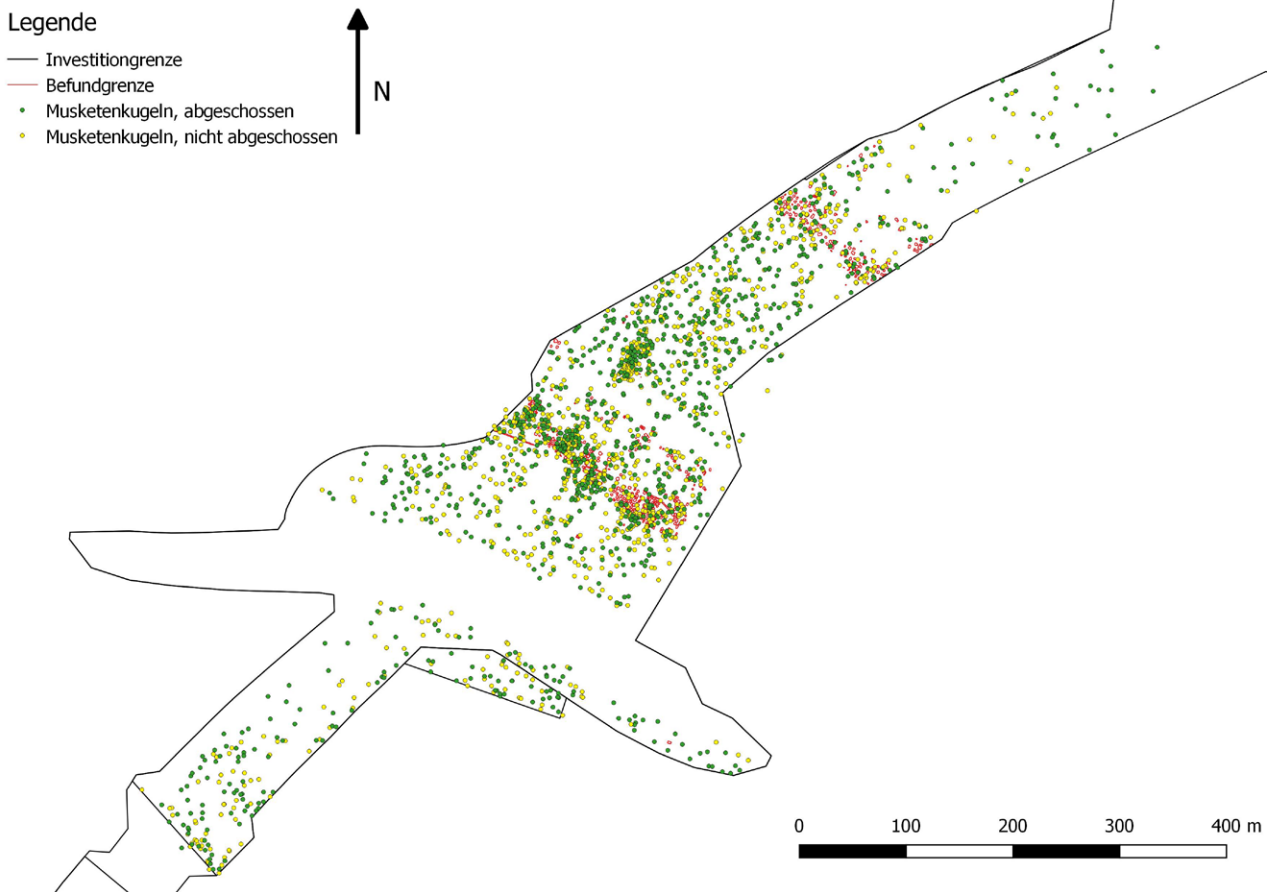 Legende
Investitiongrenze
Befundgrenze
Musketenkugeln, abgeschossen
Musketenkugeln, nicht abgeschossen
N
0 100 200 300 400 m